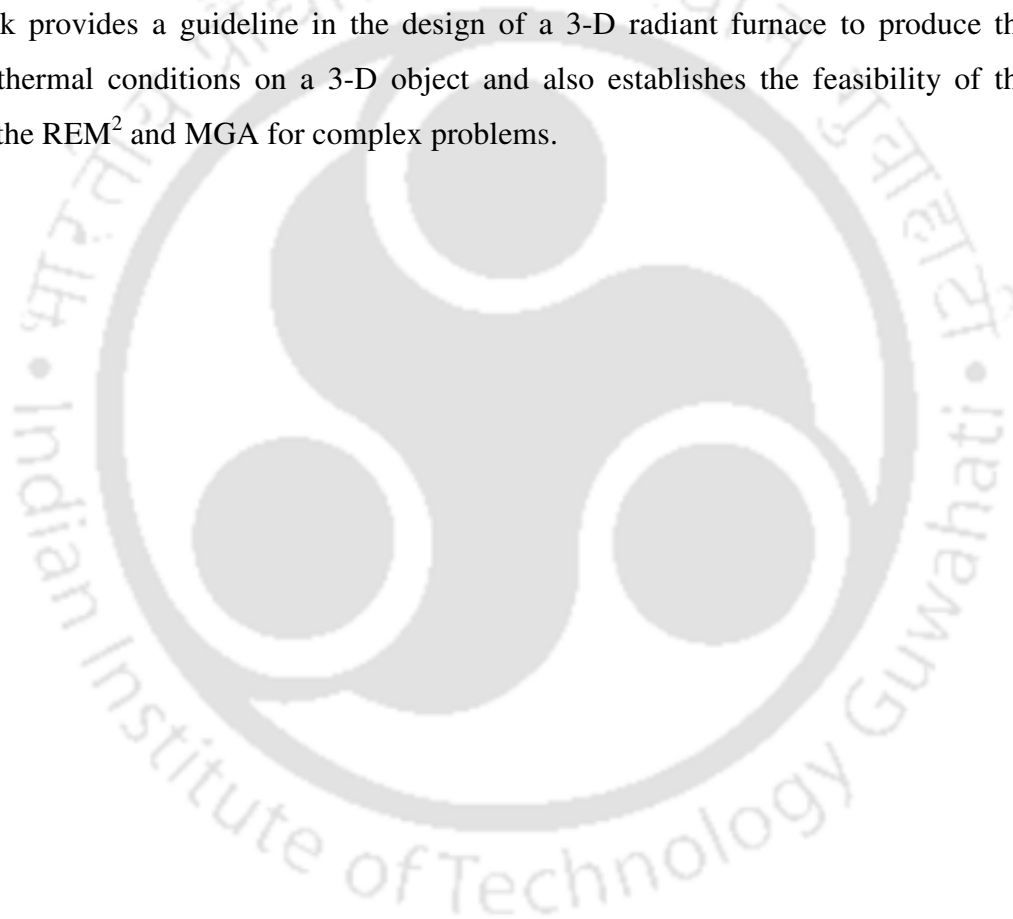 k provides a guideline in the design of a 3-D radiant furnace to produce th
thermal conditions on a 3-D object and also establishes the feasibility of th
the REM² and MGA for complex problems.
गुवाहाटी
• Indian Institute of Technology Guwahati •